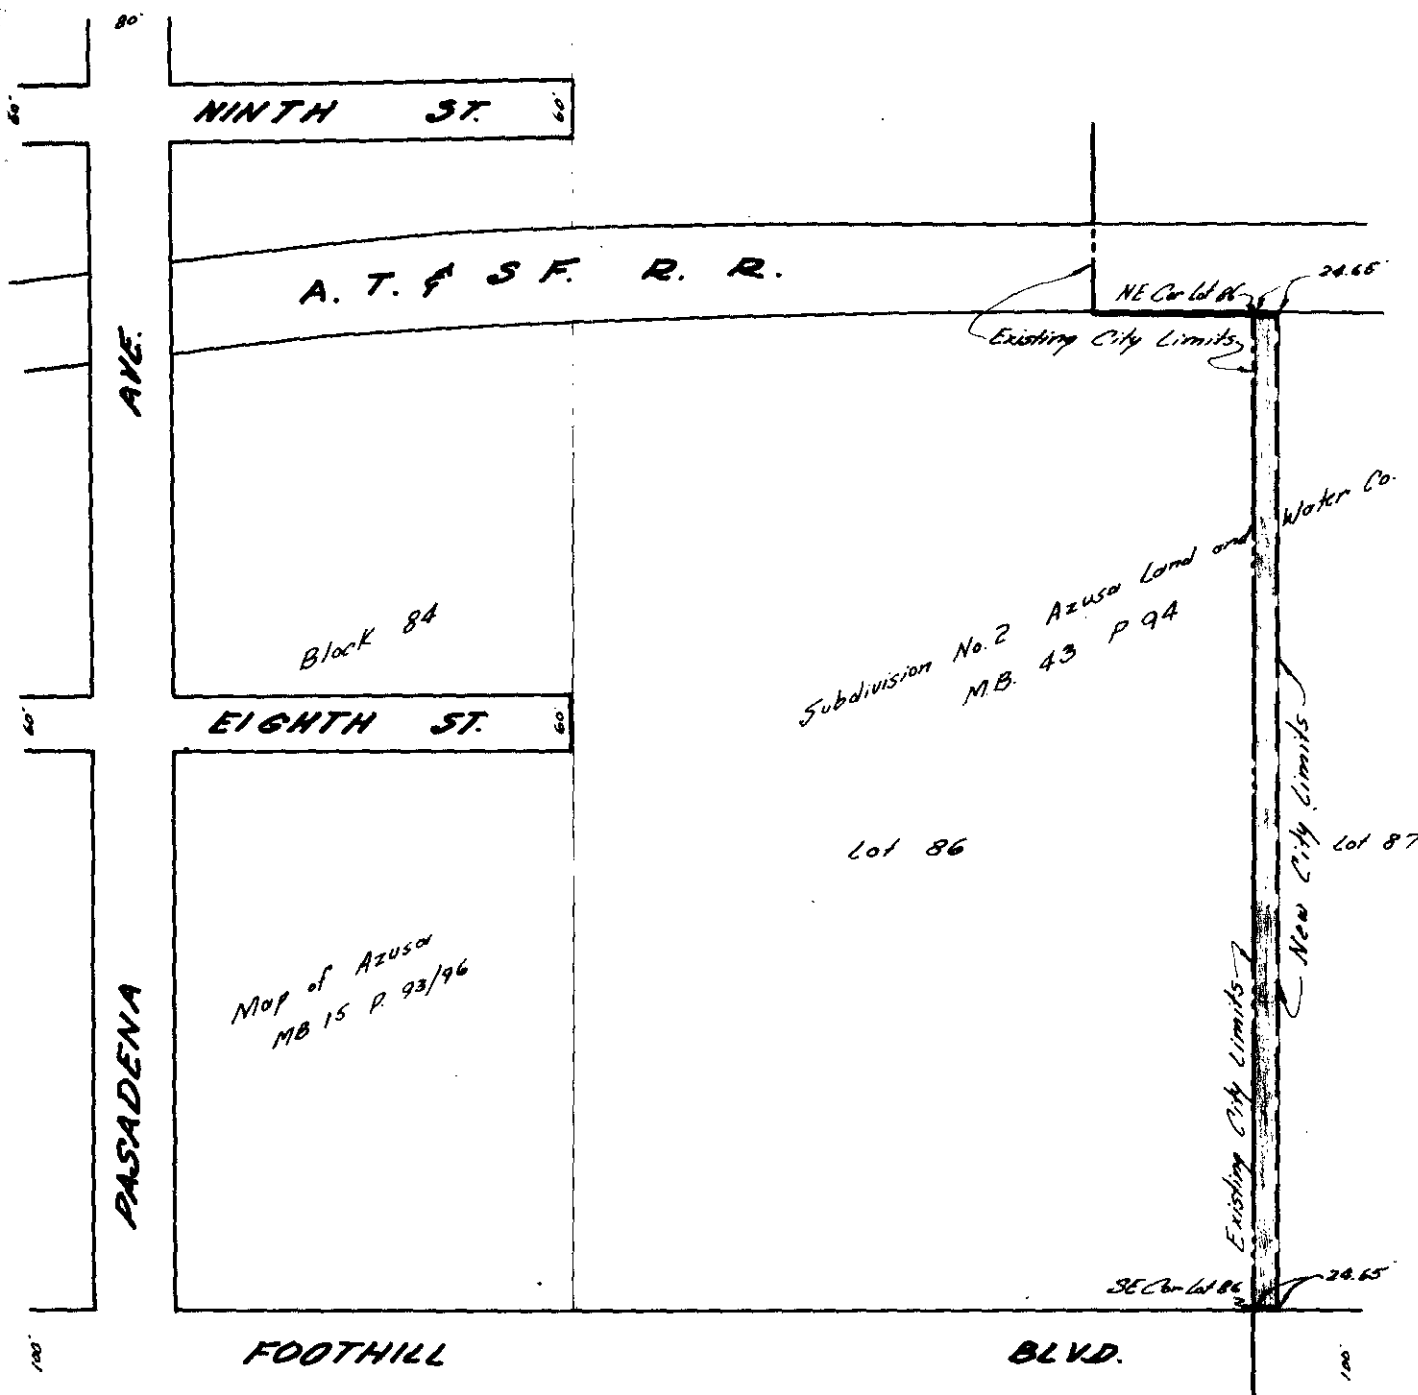 80'
60'
NINTH ST.
60'
A. T. & S F. R. R.
24.65'
NE Cor Lot 86
Existing City Limits
AVE.
Subdivision No. 2 Azusa Land and Water Co.
M.B. 43 P 94
Block 84
60'
EIGHTH ST.
60'
New City Limits
Lot 86
Lot 87
Map of Azusa
MB 15 P. 93/96
PASADENA
Existing City Limits
SE Cor Lot 86
24.65'
100'
FOOTHILL BLVD.
100'